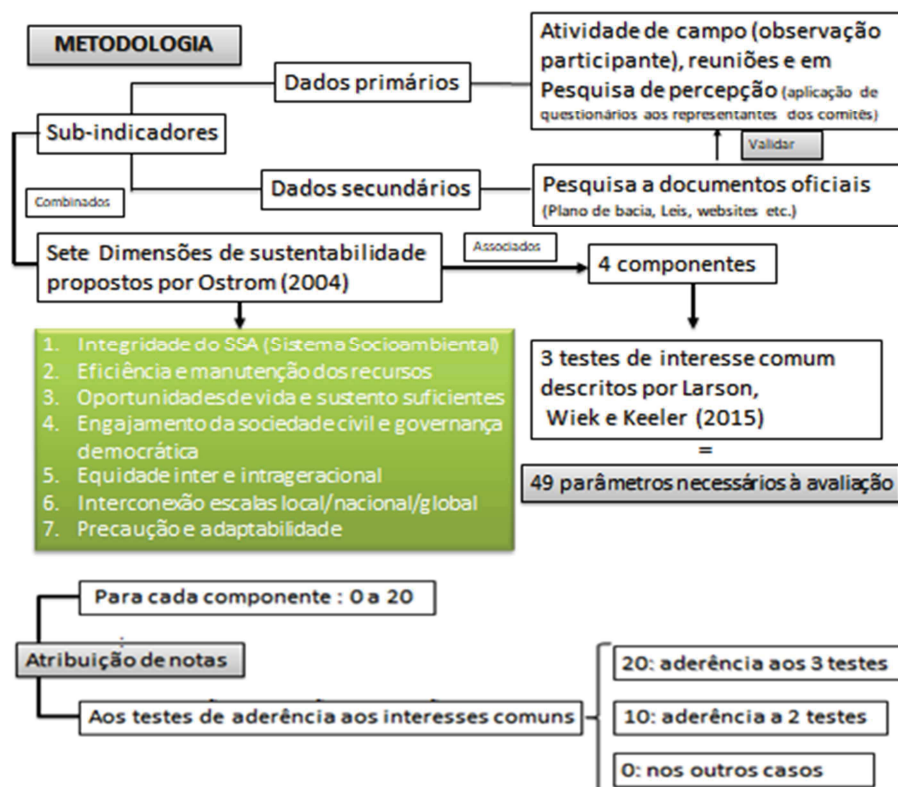 METODOLOGIA
Dados primários
Atividade de campo (observação
participante), reuniões e em
Pesquisa de percepção (aplicação de
questionários aos representantes dos comitês)
Sub-indicadores
Validar
Combinados
Dados secundários
Pesquisa a documentos oficiais
(Plano de bacia, Leis, websites etc.)
Sete Dimensões de sustentabilidade
propostos por Ostrom (2004)
Associados
4 componentes
1. Integridade do SSA (Sistema Socioambiental)
2. Eficiência e manutenção dos recursos
3. Oportunidades de vida e sustento suficientes
4. Engajamento da sociedade civil e governança
democrática
5. Equidade inter e intrageracional
6. Interconexão escalas local/nacional/global
7. Precaução e adaptabilidade
3 testes de interesse comum
descritos por Larson,
Wiek e Keeler (2015)
=
49 parâmetros necessários à avaliação
Para cada componente : 0 a 20
Atribuição de notas
Aos testes de aderência aos interesses comuns
20: aderência aos 3 testes
10: aderência a 2 testes
0: nos outros casos